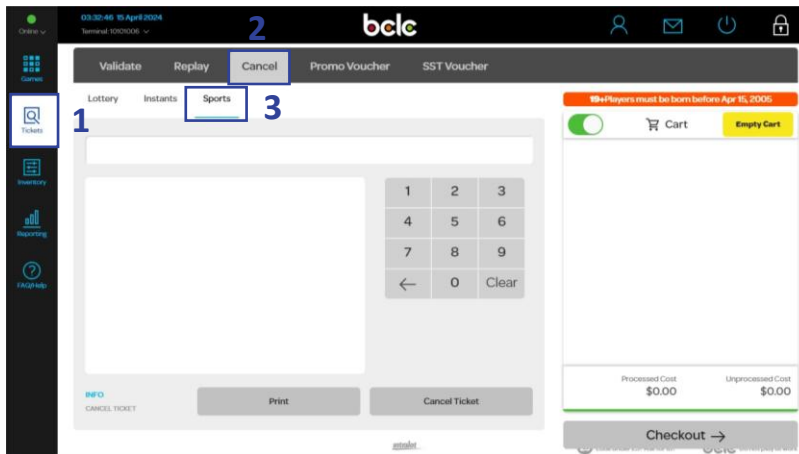 Online
03:32:46 15 April 2024
Terminal: 10101006
bclc
2
Validate
Replay
Cancel
Promo Voucher
SST Voucher
Games
Lottery
Instants
Sports
3
1
Tickets
19+Players must be born before Apr 15, 2005
Cart
Empty Cart
Inventory
1 2 3
4 5 6
7 8 9
← 0 Clear
Reporting
FAQ/Help
Processed Cost
Unprocessed Cost
$0.00
$0.00
INFO
CANCEL TICKET
Print
Cancel Ticket
Checkout →
bclc